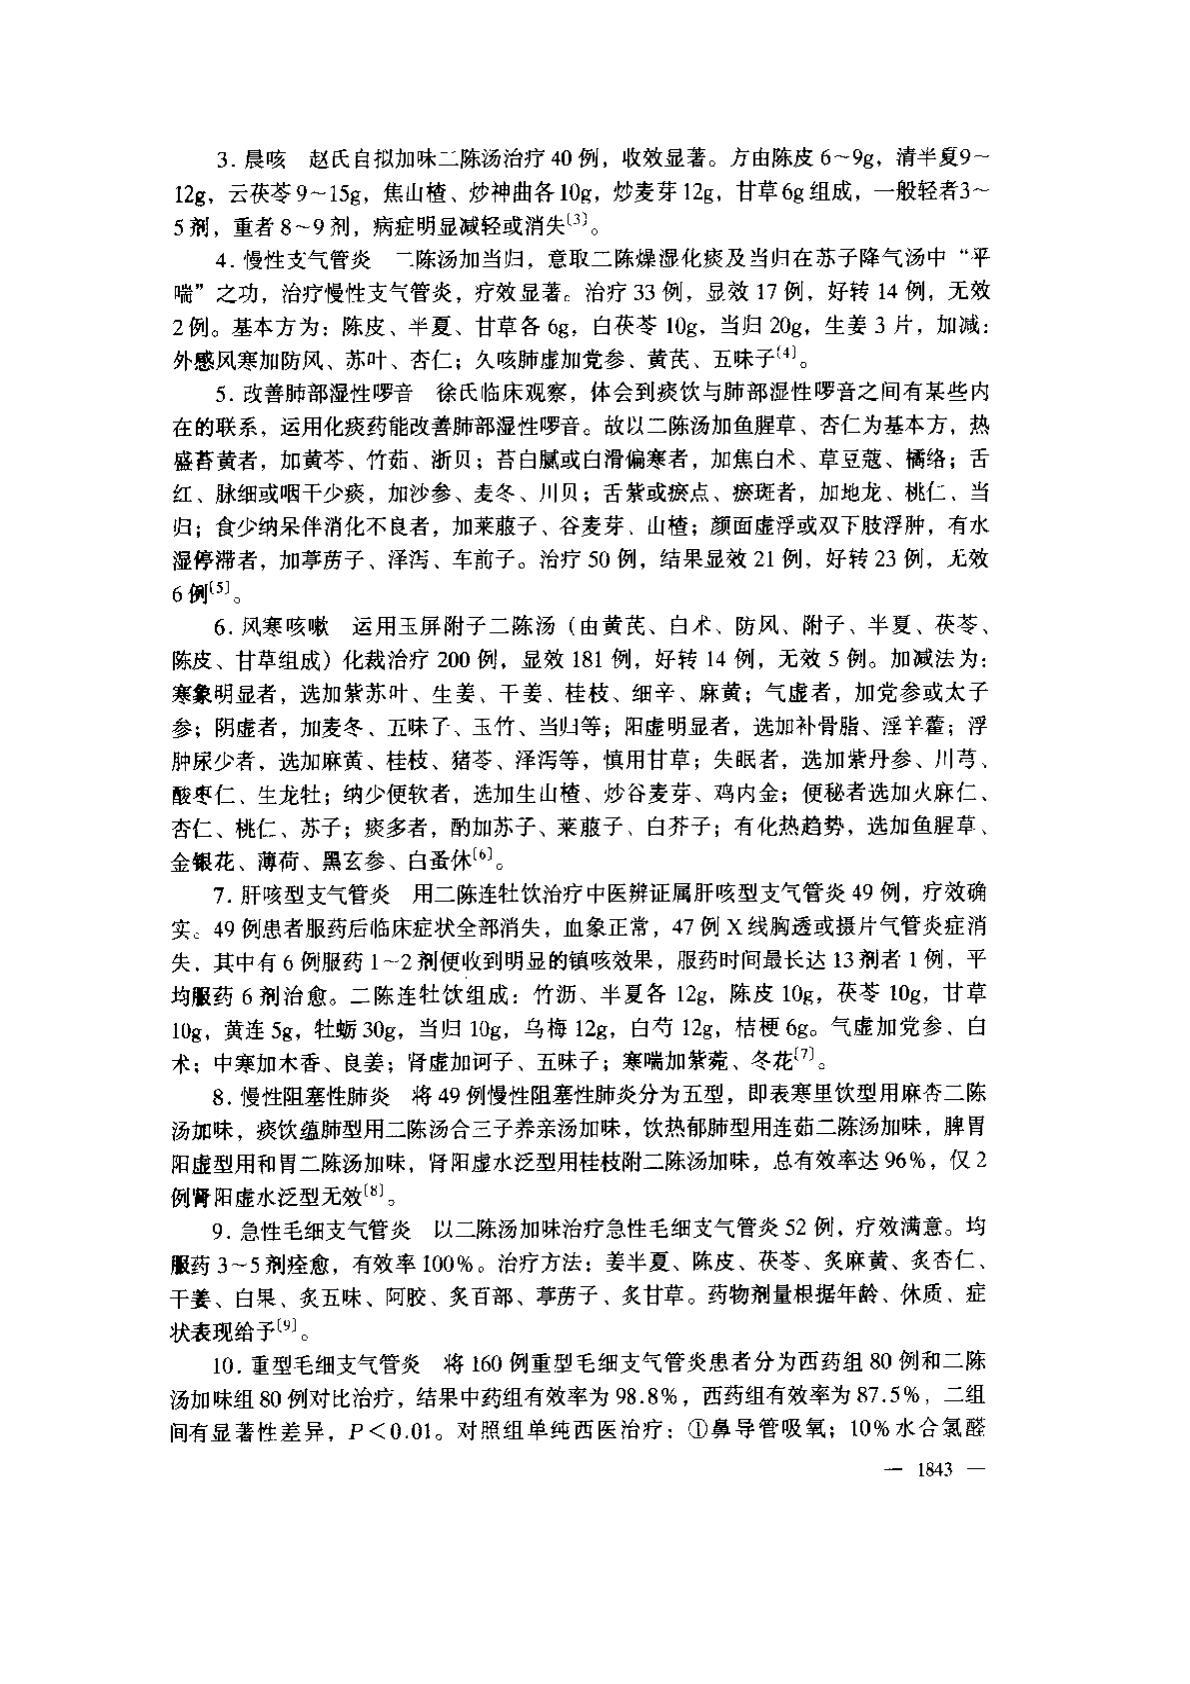 3. 晨咳　赵氏自拟加味二陈汤治疗 40 例，收效显著。方由陈皮 6～9g，清半夏9～
12g，云茯苓 9～15g，焦山楂、炒神曲各 10g，炒麦芽 12g，甘草 6g 组成，一般轻者3～
5 剂，重者 8～9 剂，病症明显减轻或消失〔3〕。
4. 慢性支气管炎　二陈汤加当归，意取二陈燥湿化痰及当归在苏子降气汤中“平
喘”之功，治疗慢性支气管炎，疗效显著。治疗 33 例，显效 17 例，好转 14 例，无效
2 例。基本方为：陈皮、半夏、甘草各 6g，白茯苓 10g，当归 20g，生姜 3 片，加减：
外感风寒加防风、苏叶、杏仁；久咳肺虚加党参、黄芪、五味子〔4〕。
5. 改善肺部湿性啰音　徐氏临床观察，体会到痰饮与肺部湿性啰音之间有某些内
在的联系，运用化痰药能改善肺部湿性啰音。故以二陈汤加鱼腥草、杏仁为基本方，热
盛苔黄者，加黄芩、竹茹、浙贝；苔白腻或白滑偏寒者，加焦白术、草豆蔻、橘络；舌
红、脉细或咽干少痰，加沙参、麦冬、川贝；舌紫或瘀点、瘀斑者，加地龙、桃仁、当
归；食少纳呆伴消化不良者，加莱菔子、谷麦芽、山楂；颜面虚浮或双下肢浮肿，有水
湿停滞者，加葶苈子、泽泻、车前子。治疗 50 例，结果显效 21 例，好转 23 例，无效
6 例〔5〕。
6. 风寒咳嗽　运用玉屏附子二陈汤（由黄芪、白术、防风、附子、半夏、茯苓、
陈皮、甘草组成）化裁治疗 200 例，显效 181 例，好转 14 例，无效 5 例。加减法为：
寒象明显者，选加紫苏叶、生姜、干姜、桂枝、细辛、麻黄；气虚者，加党参或太子
参；阴虚者，加麦冬、五味子、玉竹、当归等；阳虚明显者，选加补骨脂、淫羊藿；浮
肿尿少者，选加麻黄、桂枝、猪苓、泽泻等，慎用甘草；失眠者，选加紫丹参、川芎、
酸枣仁、生龙牡；纳少便软者，选加生山楂、炒谷麦芽、鸡内金；便秘者选加火麻仁、
杏仁、桃仁、苏子；痰多者，酌加苏子、莱菔子、白芥子；有化热趋势，选加鱼腥草、
金银花、薄荷、黑玄参、白蚤休〔6〕。
7. 肝咳型支气管炎　用二陈连牡饮治疗中医辨证属肝咳型支气管炎 49 例，疗效确
实。49 例患者服药后临床症状全部消失，血象正常，47 例 X 线胸透或摄片气管炎症消
失，其中有 6 例服药 1～2 剂便收到明显的镇咳效果，服药时间最长达 13 剂者 1 例，平
均服药 6 剂治愈。二陈连牡饮组成：竹沥、半夏各 12g，陈皮 10g，茯苓 10g，甘草
10g，黄连 5g，牡蛎 30g，当归 10g，乌梅 12g，白芍 12g，桔梗 6g。气虚加党参、白
术；中寒加木香、良姜；肾虚加诃子、五味子；寒喘加紫菀、冬花〔7〕。
8. 慢性阻塞性肺炎　将 49 例慢性阻塞性肺炎分为五型，即表寒里饮型用麻杏二陈
汤加味，痰饮蕴肺型用二陈汤合三子养亲汤加味，饮热郁肺型用连茹二陈汤加味，脾胃
阳虚型用和胃二陈汤加味，肾阳虚水泛型用桂枝附二陈汤加味，总有效率达 96%，仅 2
例肾阳虚水泛型无效〔8〕。
9. 急性毛细支气管炎　以二陈汤加味治疗急性毛细支气管炎 52 例，疗效满意。均
服药 3～5 剂痊愈，有效率 100%。治疗方法：姜半夏、陈皮、茯苓、炙麻黄、炙杏仁、
干姜、白果、炙五味、阿胶、炙百部、葶苈子、炙甘草。药物剂量根据年龄、体质、症
状表现给予〔9〕。
10. 重型毛细支气管炎　将 160 例重型毛细支气管炎患者分为西药组 80 例和二陈
汤加味组 80 例对比治疗，结果中药组有效率为 98.8%，西药组有效率为 87.5%，二组
间有显著性差异，P＜0.01。对照组单纯西医治疗：①鼻导管吸氧；10%水合氯醛
— 1843 —